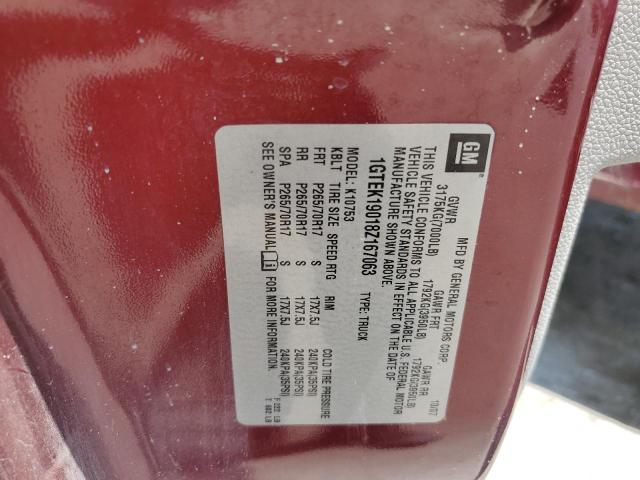 GM
MFD BY GENERAL MOTORS CORP. 10/07
GVWR GAWR FRT GAWR RR
3175KG(7000LB) 1792KG(3950LB) 1792KG(3950LB)
THIS VEHICLE CONFORMS TO ALL APPLICABLE U.S. FEDERAL MOTOR
VEHICLE SAFETY STANDARDS IN EFFECT ON THE DATE OF
MANUFACTURE SHOWN ABOVE.
1GTEK19018Z167063 TYPE: TRUCK
MODEL: K10753
KBLT TIRE SIZE SPEED RTG RIM COLD TIRE PRESSURE
FRT P265/70R17 S 17X7.5J 240KPA(35PSI)
RR P265/70R17 S 17X7.5J 240KPA(35PSI)
SPA P265/70R17 S 17X7.5J 240KPA(35PSI)
SEE OWNER'S MANUAL FOR MORE INFORMATION.
F 222 LB
T 682 LB